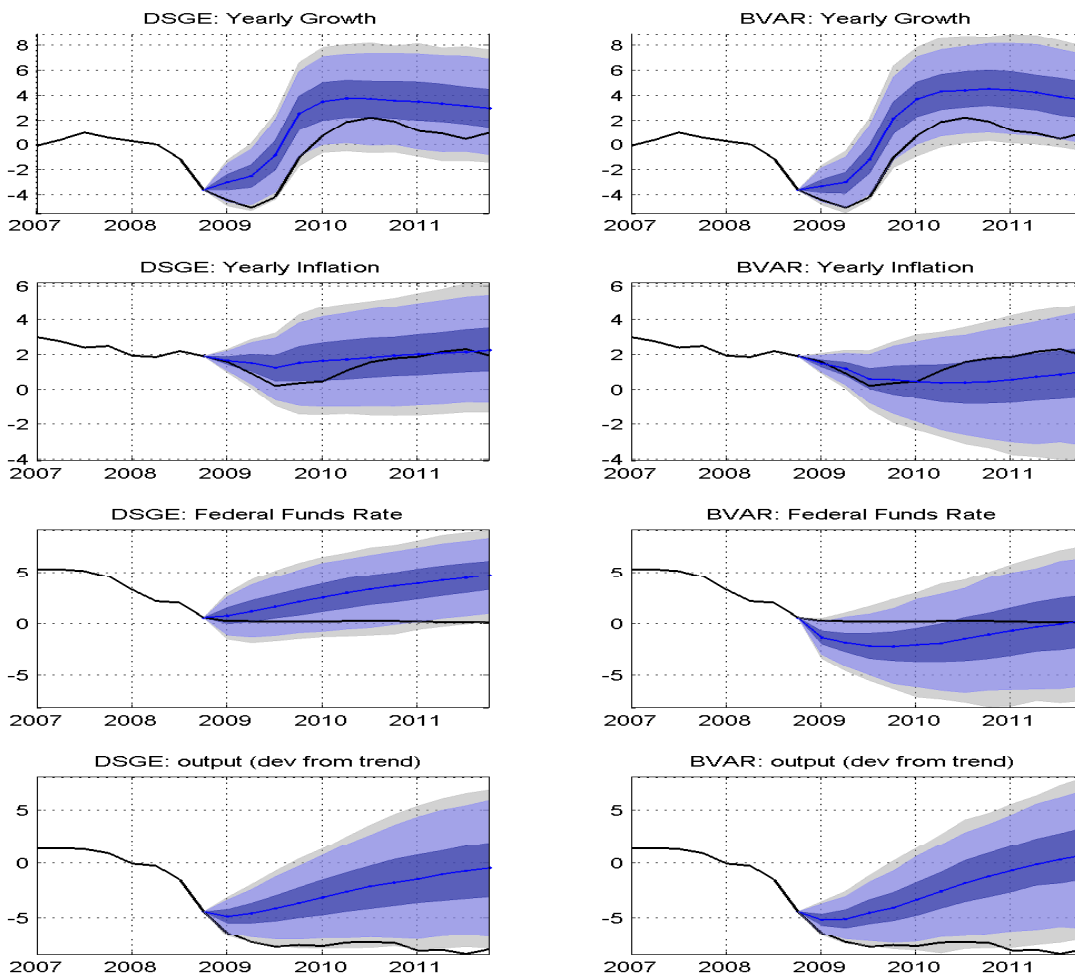 DSGE: Yearly Growth
BVAR: Yearly Growth
8
6
4
2
0
-2
-4
2007 2008 2009 2010 2011
8
6
4
2
0
-2
-4
2007 2008 2009 2010 2011
DSGE: Yearly Inflation
BVAR: Yearly Inflation
6
4
2
0
-2
-4
2007 2008 2009 2010 2011
6
4
2
0
-2
-4
2007 2008 2009 2010 2011
DSGE: Federal Funds Rate
BVAR: Federal Funds Rate
5
0
-5
2007 2008 2009 2010 2011
5
0
-5
2007 2008 2009 2010 2011
DSGE: output (dev from trend)
BVAR: output (dev from trend)
5
0
-5
2007 2008 2009 2010 2011
5
0
-5
2007 2008 2009 2010 2011